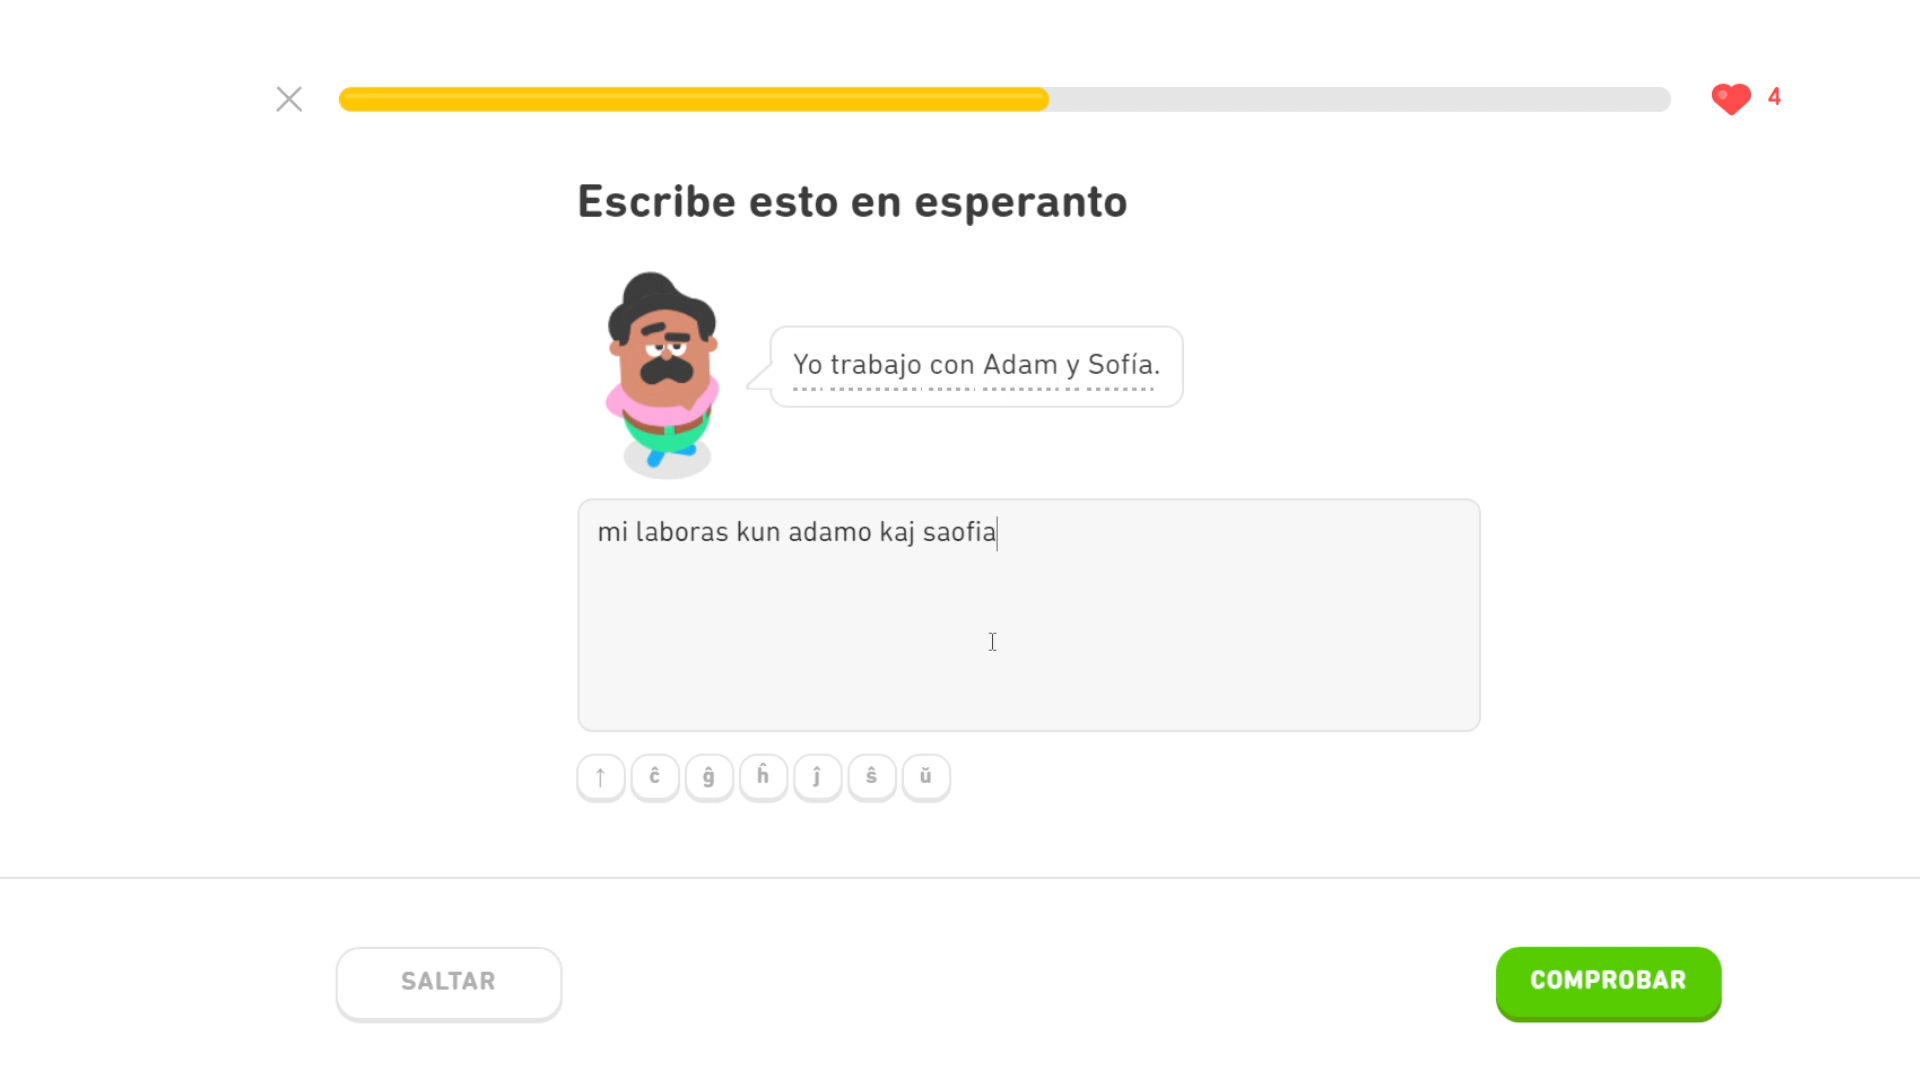 4
Escribe esto en esperanto
Yo trabajo con Adam y Sofía.
mi laboras kun adamo kaj saofia
↑ ĉ ĝ ĥ ĵ ŝ ŭ
SALTAR
COMPROBAR